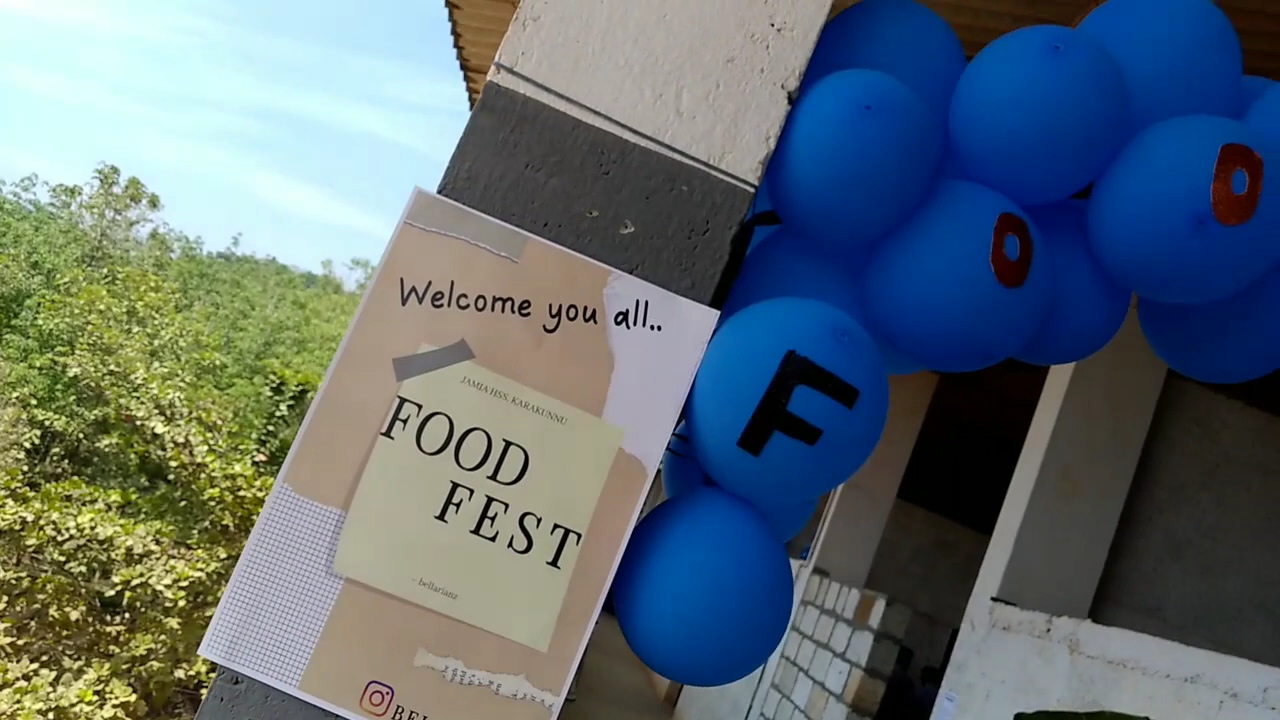 Welcome you all..
JAMIA HSS, KARAKUNNU
FOOD
FEST
- bellarianz
F
O
O